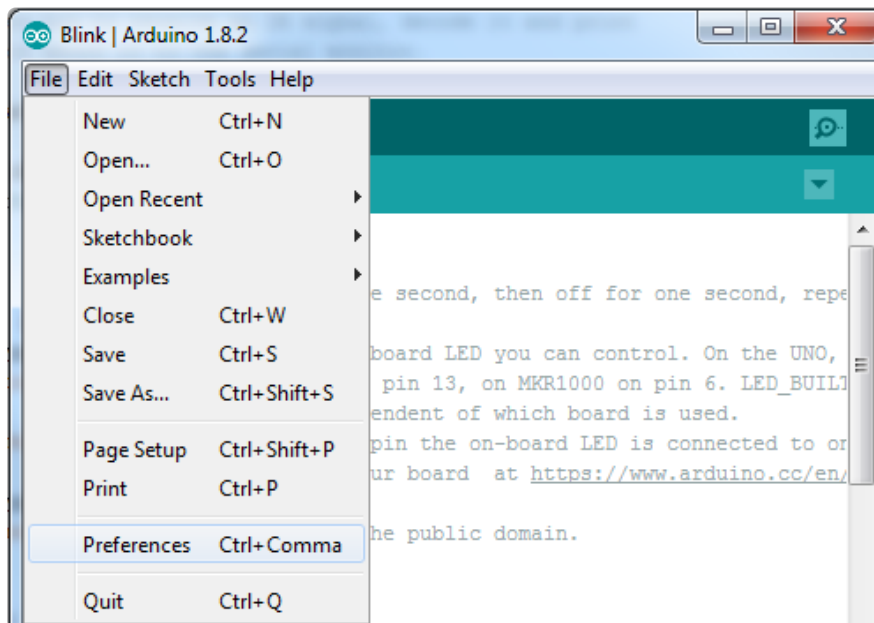 Blink | Arduino 1.8.2
File Edit Sketch Tools Help
New Ctrl+N
Open... Ctrl+O
Open Recent
Sketchbook
Examples
Close Ctrl+W
Save Ctrl+S
Save As... Ctrl+Shift+S
Page Setup Ctrl+Shift+P
Print Ctrl+P
Preferences Ctrl+Comma
Quit Ctrl+Q
e second, then off for one second, repe
board LED you can control. On the UNO,
pin 13, on MKR1000 on pin 6. LED_BUILT
endent of which board is used.
pin the on-board LED is connected to on
ur board at https://www.arduino.cc/en/
he public domain.